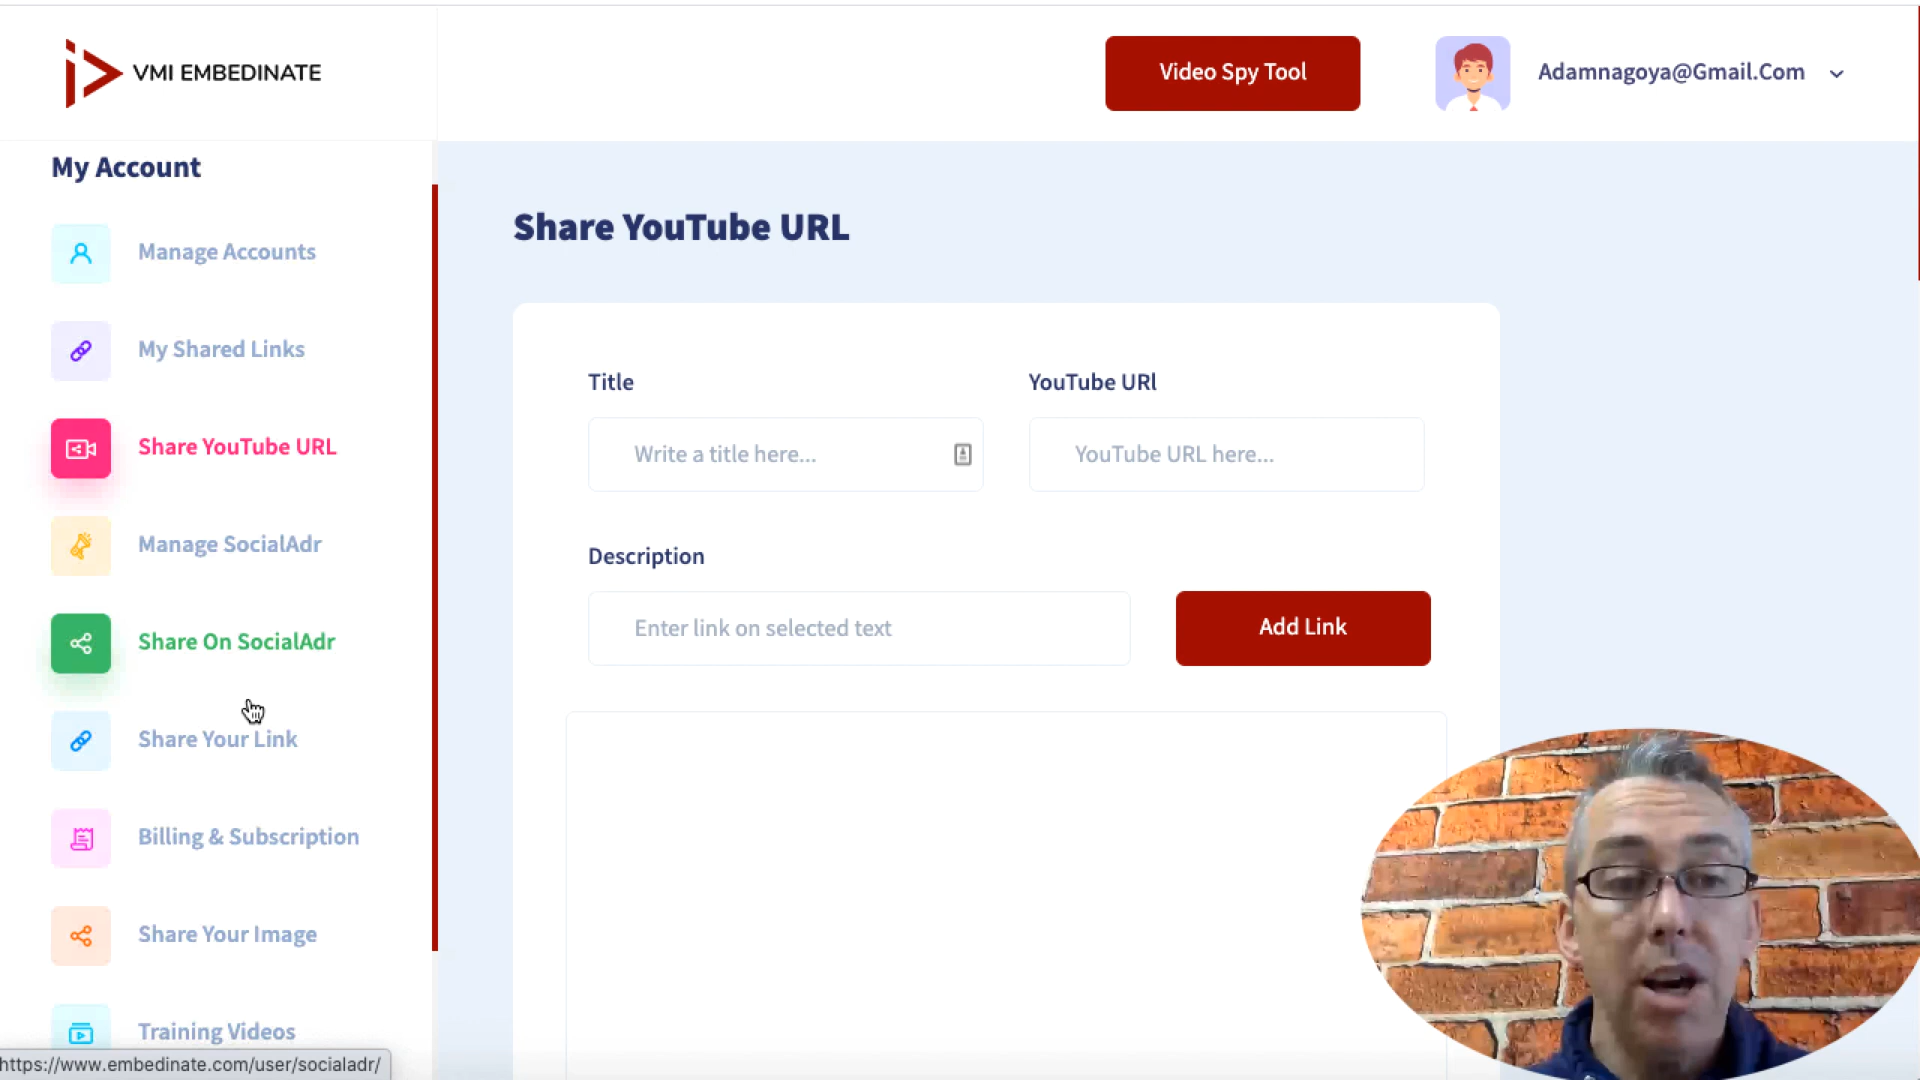 VMI EMBEDINATE
Video Spy Tool
Adamnagoya@Gmail.Com
My Account
Manage Accounts
My Shared Links
Share YouTube URL
Manage SocialAdr
Share On SocialAdr
Share Your Link
Billing & Subscription
Share Your Image
Training Videos
https://www.embedinate.com/user/socialadr/
Share YouTube URL
Title
YouTube URl
Write a title here...
YouTube URL here...
Description
Enter link on selected text
Add Link